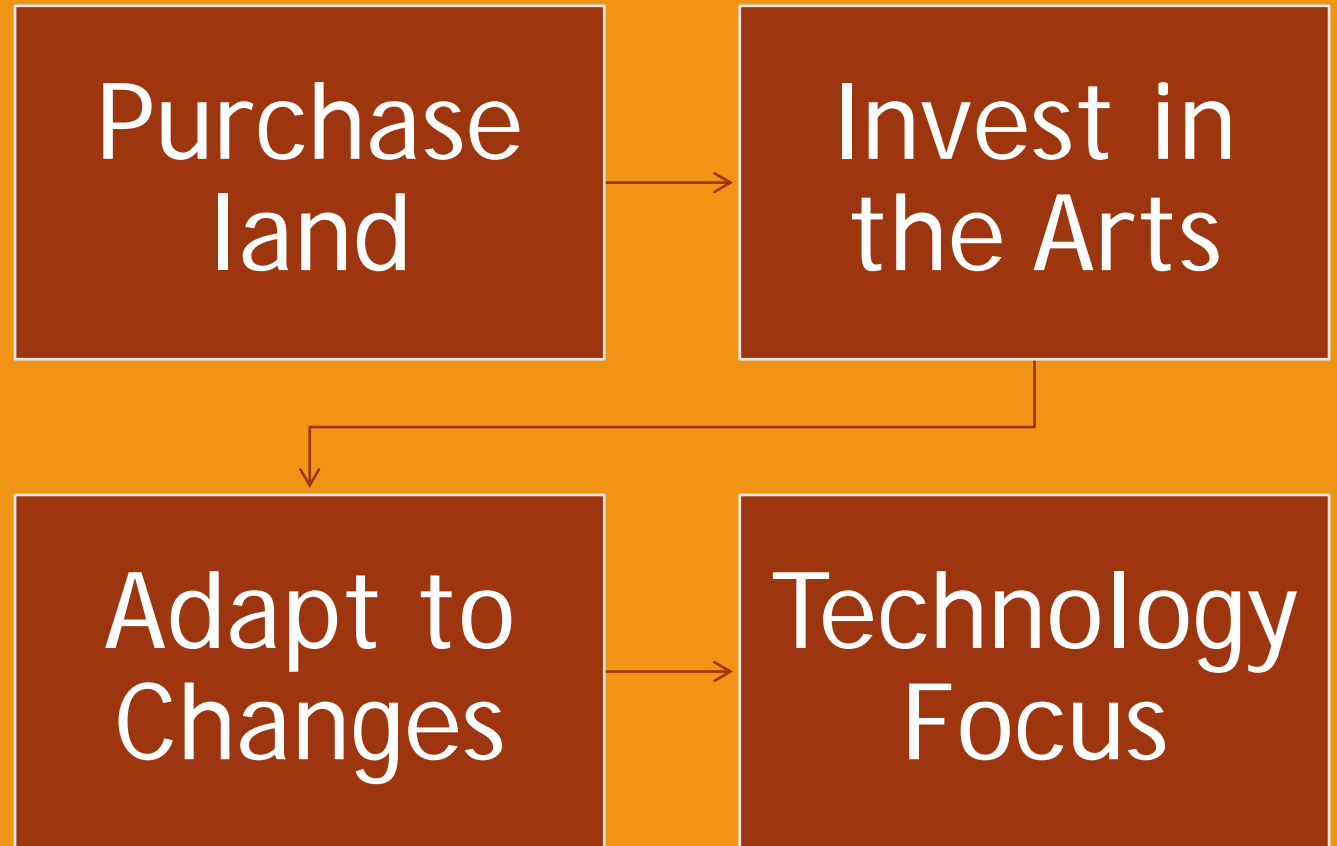 Purchase
land
Invest in
the Arts
Adapt to
Changes
Technology
Focus